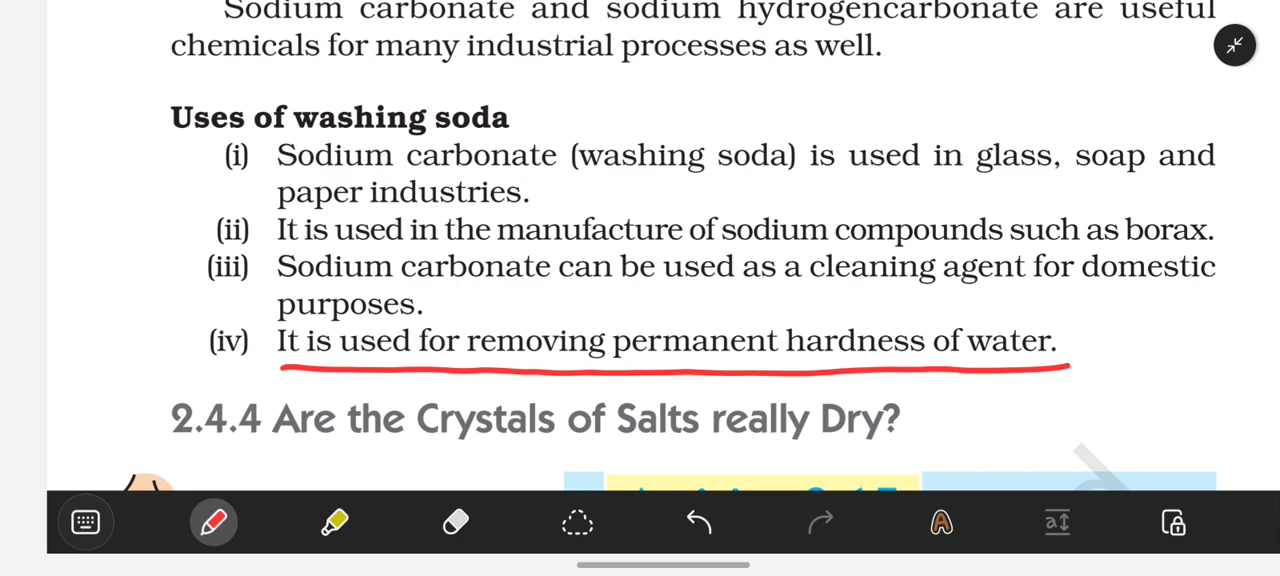 Sodium carbonate and sodium hydrogencarbonate are useful
chemicals for many industrial processes as well.
Uses of washing soda
(i) Sodium carbonate (washing soda) is used in glass, soap and
paper industries.
(ii) It is used in the manufacture of sodium compounds such as borax.
(iii) Sodium carbonate can be used as a cleaning agent for domestic
purposes.
(iv) It is used for removing permanent hardness of water.
2.4.4 Are the Crystals of Salts really Dry?
A
aI